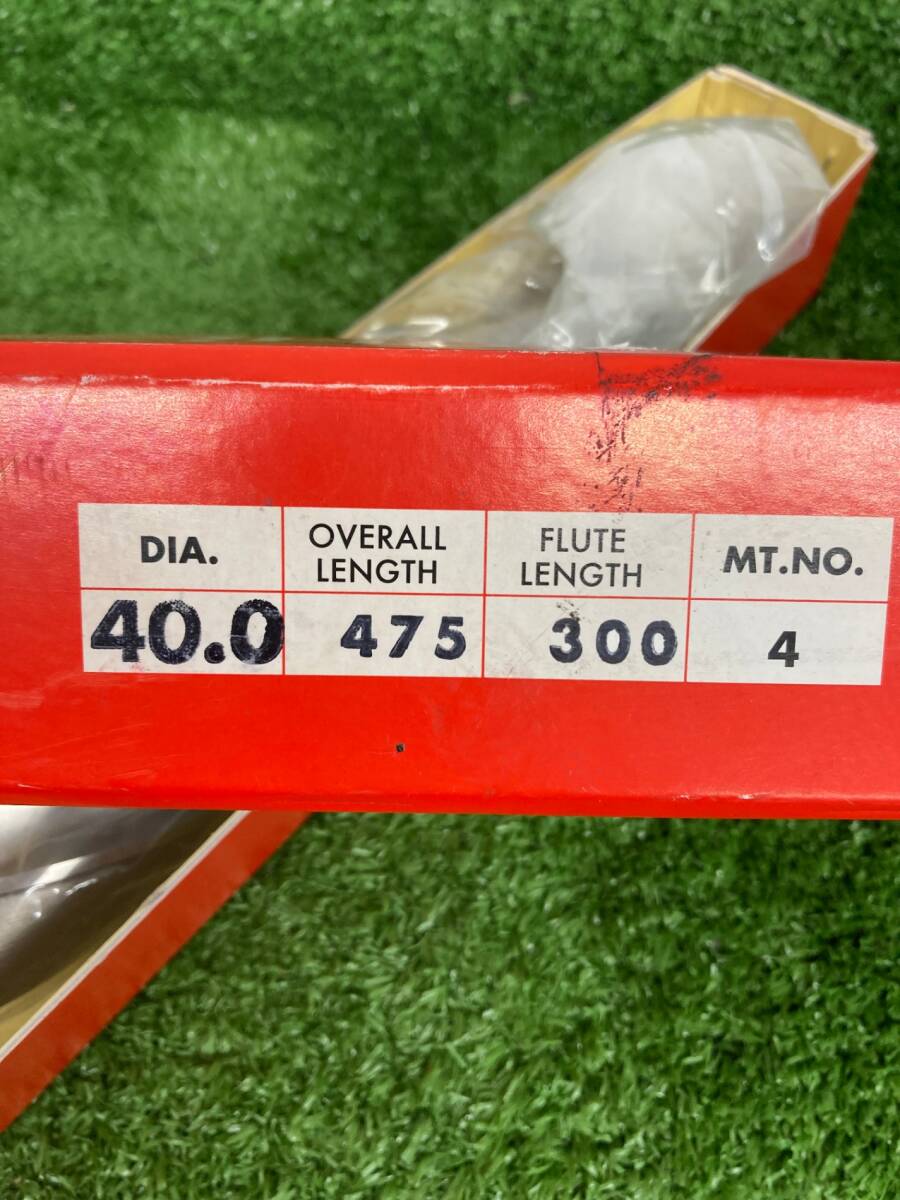 DIA.
OVERALL
LENGTH
FLUTE
LENGTH
MT.NO.
40.0
475
300
4